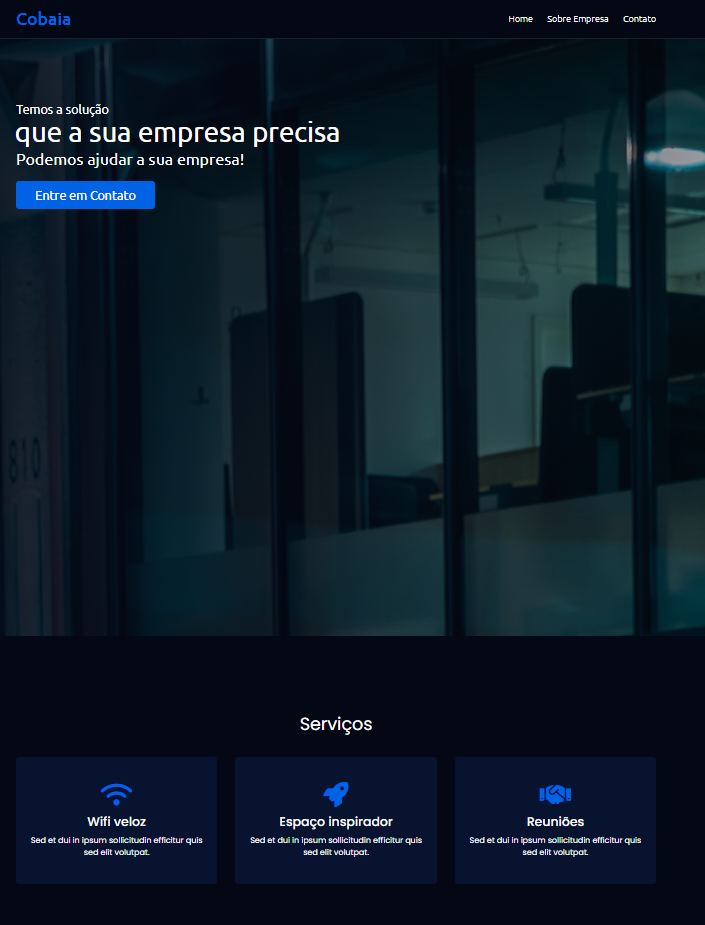 Cobaia
Home Sobre Empresa Contato
Temos a solução
que a sua empresa precisa
Podemos ajudar a sua empresa!
Entre em Contato
810
Serviços
Wifi veloz
Sed et dui in ipsum sollicitudin efficitur quis
sed elit volutpat.
Espaço inspirador
Sed et dui in ipsum sollicitudin efficitur quis
sed elit volutpat.
Reuniões
Sed et dui in ipsum sollicitudin efficitur quis
sed elit volutpat.